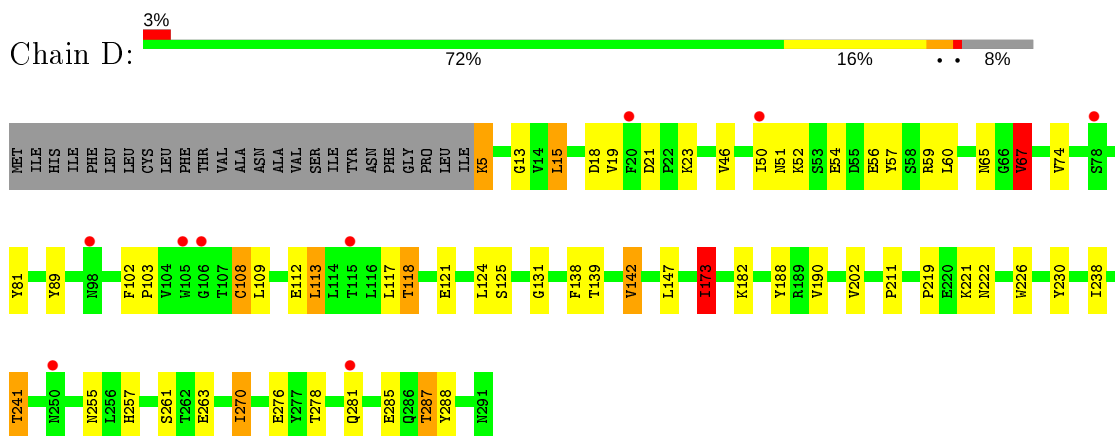 3%
Chain D:
72% 16% • • 8%
MET ILE HIS ILE PHE LEU LEU CYS LEU PHE THR VAL ALA ASN ALA VAL SER ILE TYR ASN PHE GLY PRO LEU ILE K5 G13 V14 L15 D18 V19 F20 D21 P22 K23 V46 I50 N51 K52 S53 E54 D55 E56 Y57 S58 R59 L60 N65 G66 V67 V74 S78
Y81 Y89 N98 F102 P103 V104 W105 G106 T107 C108 L109 E112 L113 L114 T115 L116 L117 T118 E121 L124 S125 G131 F138 T139 V142 L147 I173 K182 Y188 R189 V190 V202 P211 P219 E220 K221 N222 W226 Y230 I238
T241 N250 N255 L256 H257 S261 T262 E263 I270 E276 Y277 T278 Q281 E285 Q286 T287 Y288 N291